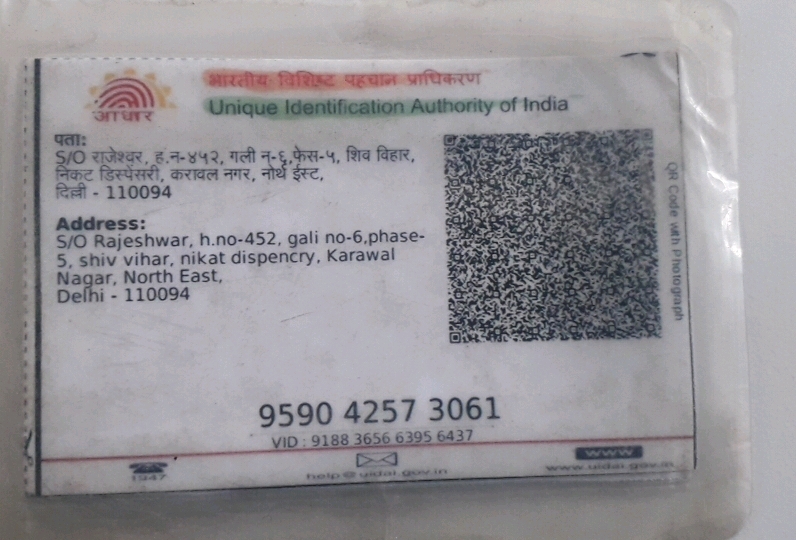 भारतीय विशिष्ट पहचान प्राधिकरण
आधार
Unique Identification Authority of India
पता:
S/O राजेश्वर, ह.न-४५२, गली न-६,फेस-५, शिव विहार,
निकट डिस्पेंसरी, करावल नगर, नोर्थ ईस्ट,
दिल्ली - 110094
Address:
S/O Rajeshwar, h.no-452, gali no-6,phase-
5, shiv vihar, nikat dispencry, Karawal
Nagar, North East,
Delhi - 110094
QR Code with Photograph
9590 4257 3061
VID : 9188 3656 6395 6437
1947
help@uidai.gov.in
www
www.uidai.gov.in